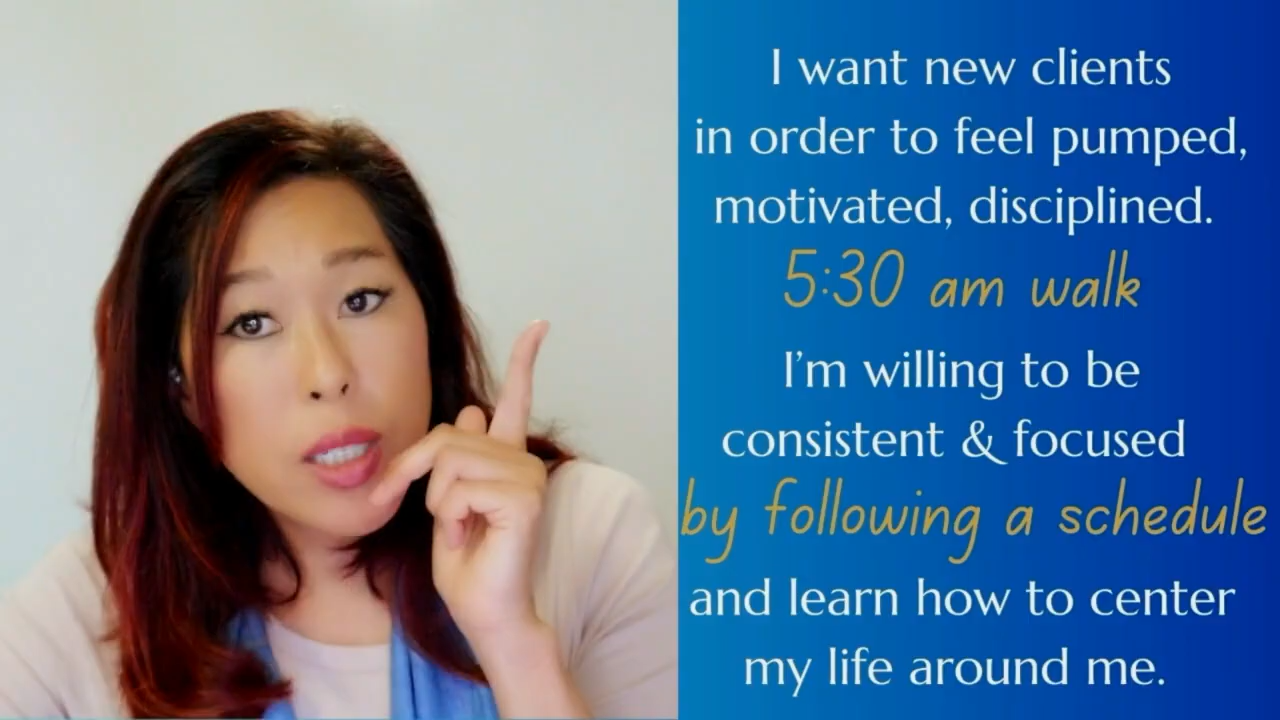 I want new clients
in order to feel pumped,
motivated, disciplined.
5:30 am walk
I'm willing to be
consistent & focused
by following a schedule
and learn how to center
my life around me.